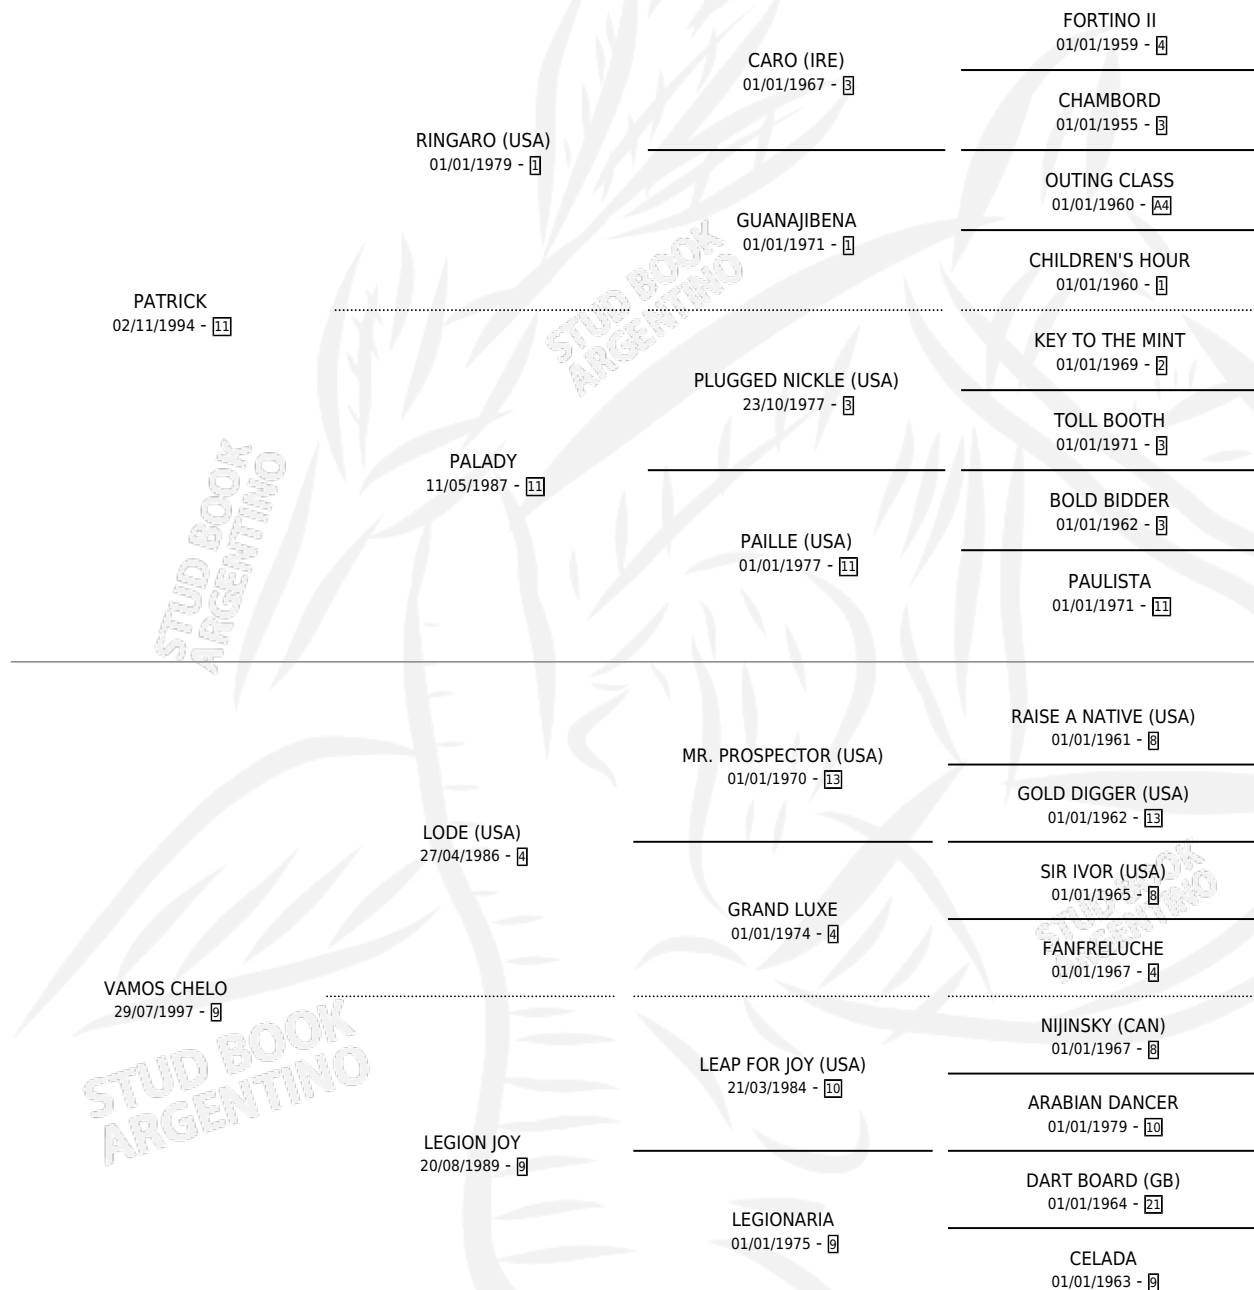 FORTINO II
01/01/1959 - 4
CARO (IRE)
01/01/1967 - 3
CHAMBORD
01/01/1955 - 3
RINGARO (USA)
01/01/1979 - 1
OUTING CLASS
01/01/1960 - A4
GUANAJIBENA
01/01/1971 - 1
CHILDREN'S HOUR
01/01/1960 - 1
PATRICK
02/11/1994 - 11
KEY TO THE MINT
01/01/1969 - 2
PLUGGED NICKLE (USA)
23/10/1977 - 3
TOLL BOOTH
01/01/1971 - 3
PALADY
11/05/1987 - 11
BOLD BIDDER
01/01/1962 - 3
PAILLE (USA)
01/01/1977 - 11
PAULISTA
01/01/1971 - 11
RAISE A NATIVE (USA)
01/01/1961 - 8
MR. PROSPECTOR (USA)
01/01/1970 - 13
GOLD DIGGER (USA)
01/01/1962 - 13
LODE (USA)
27/04/1986 - 4
SIR IVOR (USA)
01/01/1965 - 8
GRAND LUXE
01/01/1974 - 4
FANFRELUCHE
01/01/1967 - 4
VAMOS CHELO
29/07/1997 - 9
NIJINSKY (CAN)
01/01/1967 - 8
LEAP FOR JOY (USA)
21/03/1984 - 10
ARABIAN DANCER
01/01/1979 - 10
LEGION JOY
20/08/1989 - 9
DART BOARD (GB)
01/01/1964 - 21
LEGIONARIA
01/01/1975 - 9
CELADA
01/01/1963 - 9
STUD BOOK
ARGENTINO
STUD BOOK
ARGENTINO
STUD BOOK
ARGENTINO
STUD BOOK
ARGENTINO